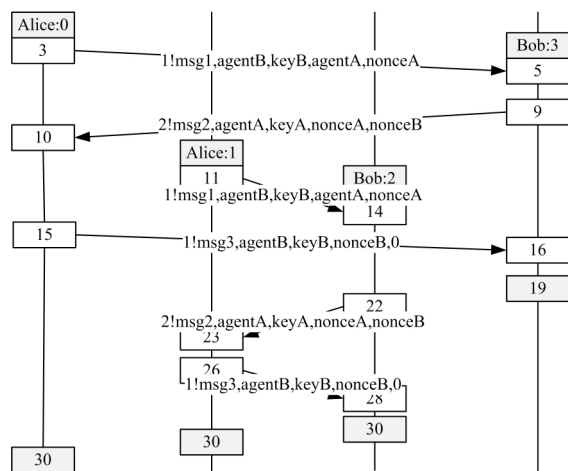 Alice:0
3
Bob:3
1!msg1,agentB,keyB,agentA,nonceA
5
9
2!msg2,agentA,keyA,nonceA,nonceB
10
Alice:1
11
Bob:2
1!msg1,agentB,keyB,agentA,nonceA
14
15
1!msg3,agentB,keyB,nonceB,0
16
19
22
2!msg2,agentA,keyA,nonceA,nonceB
23
26
1!msg3,agentB,keyB,nonceB,0
28
30
30
30